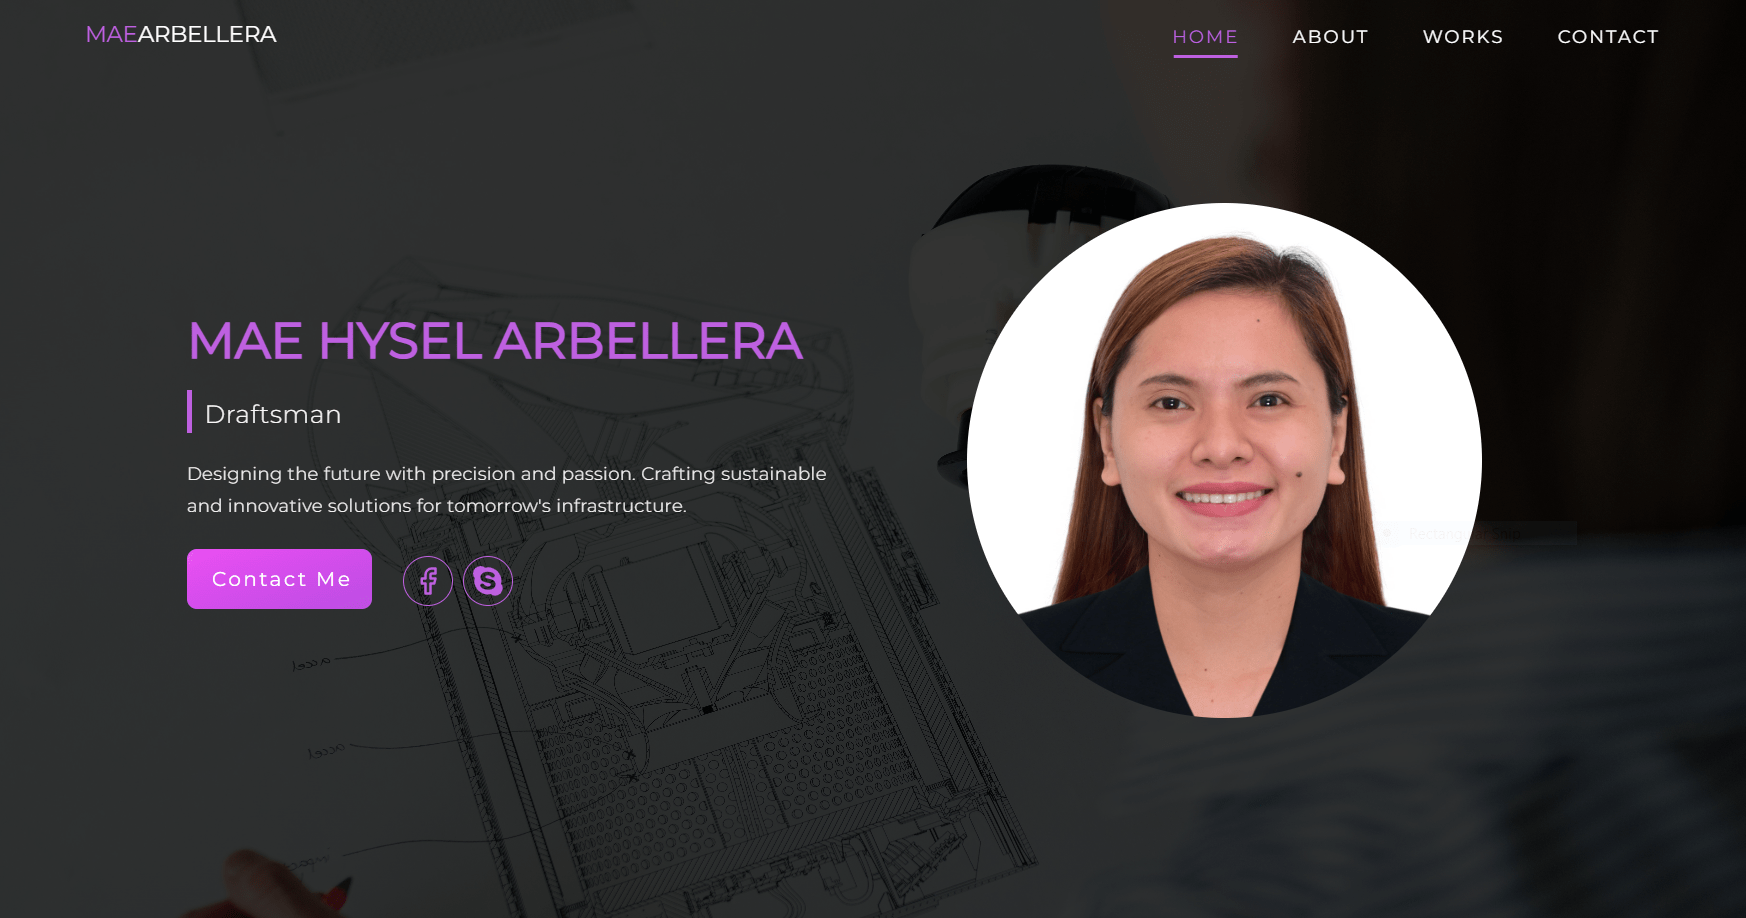 MAEARBELLERA
HOME ABOUT WORKS CONTACT
MAE HYSEL ARBELLERA
Draftsman
Designing the future with precision and passion. Crafting sustainable
and innovative solutions for tomorrow's infrastructure.
Contact Me